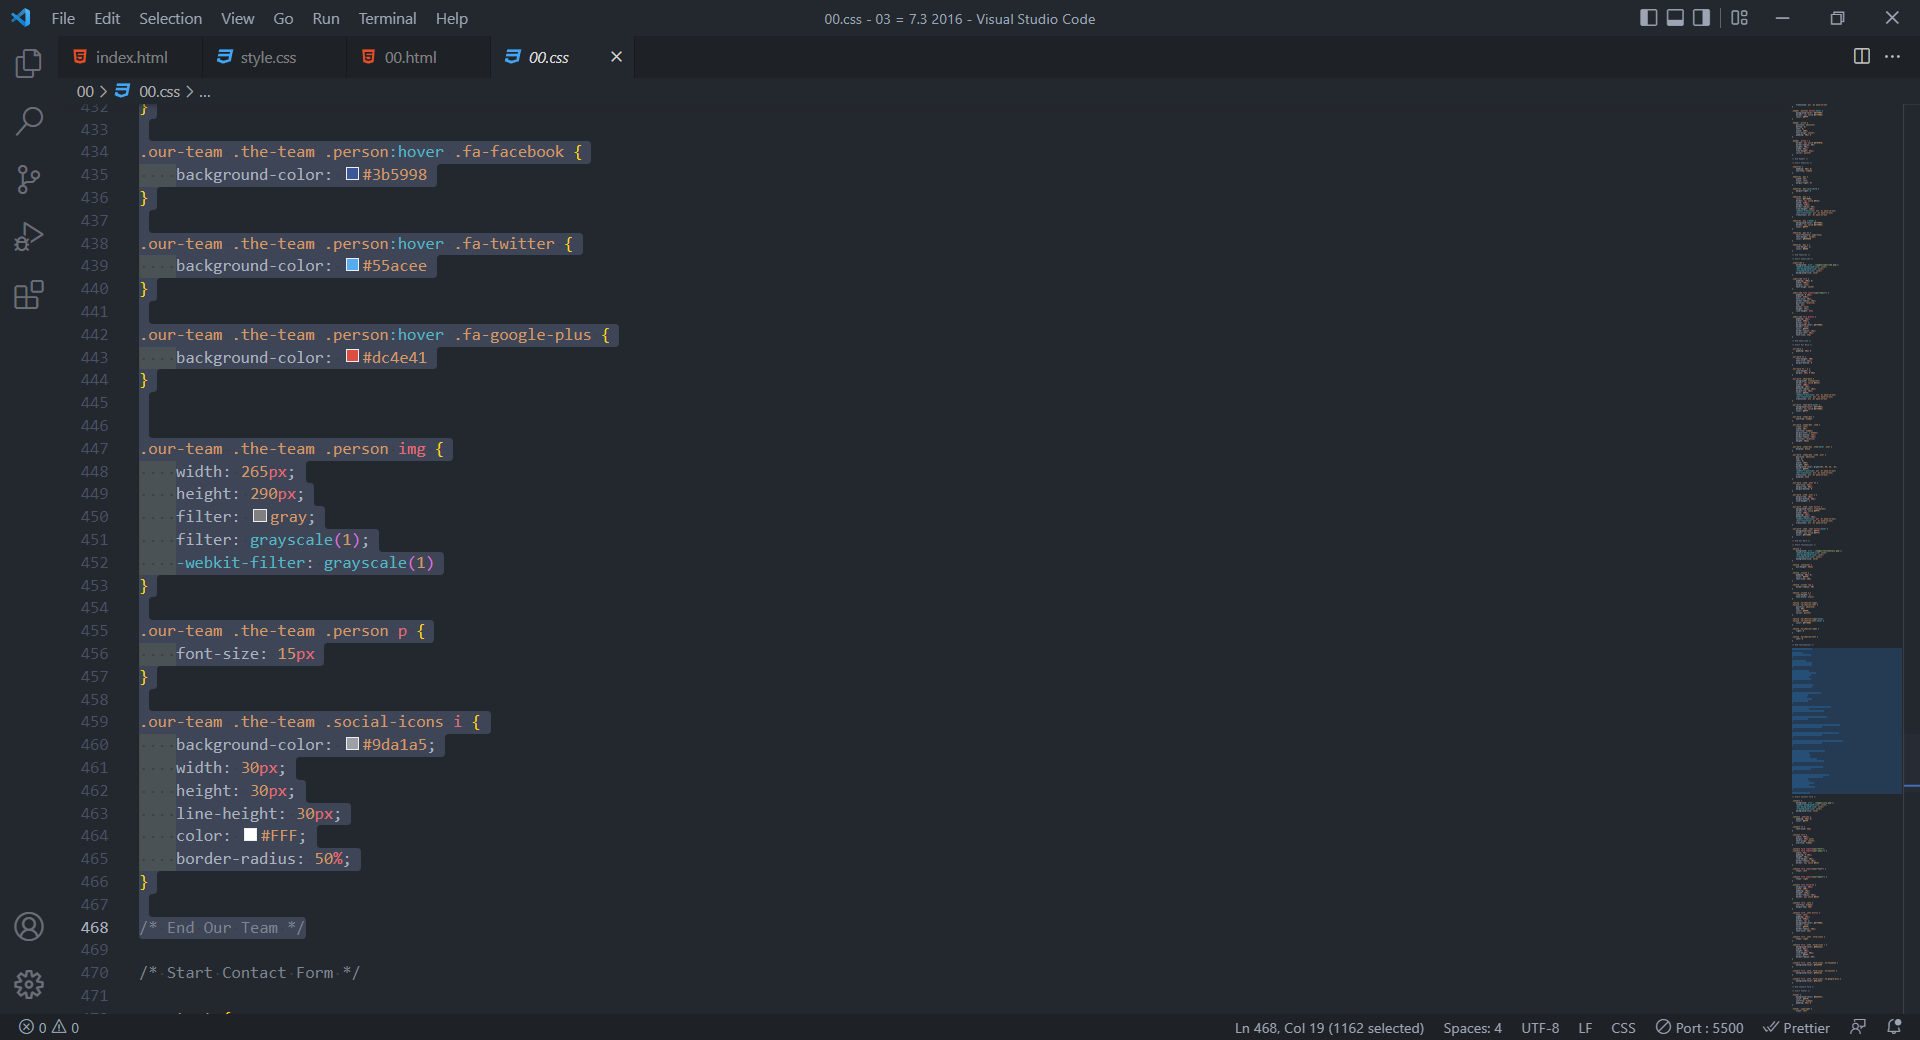 File Edit Selection View Go Run Terminal Help
00.css - 03 = 7.3 2016 - Visual Studio Code
index.html style.css 00.html 00.css
00 > 00.css > ...
432 }
433
434 .our-team .the-team .person:hover .fa-facebook {
435 background-color: #3b5998
436 }
437
438 .our-team .the-team .person:hover .fa-twitter {
439 background-color: #55acee
440 }
441
442 .our-team .the-team .person:hover .fa-google-plus {
443 background-color: #dc4e41
444 }
445
446
447 .our-team .the-team .person img {
448 width: 265px;
449 height: 290px;
450 filter: gray;
451 filter: grayscale(1);
452 -webkit-filter: grayscale(1)
453 }
454
455 .our-team .the-team .person p {
456 font-size: 15px
457 }
458
459 .our-team .the-team .social-icons i {
460 background-color: #9da1a5;
461 width: 30px;
462 height: 30px;
463 line-height: 30px;
464 color: #FFF;
465 border-radius: 50%;
466 }
467
468 /* End Our Team */
469
470 /* Start Contact Form */
471
0 0 Ln 468, Col 19 (1162 selected) Spaces: 4 UTF-8 LF CSS Port : 5500 Prettier